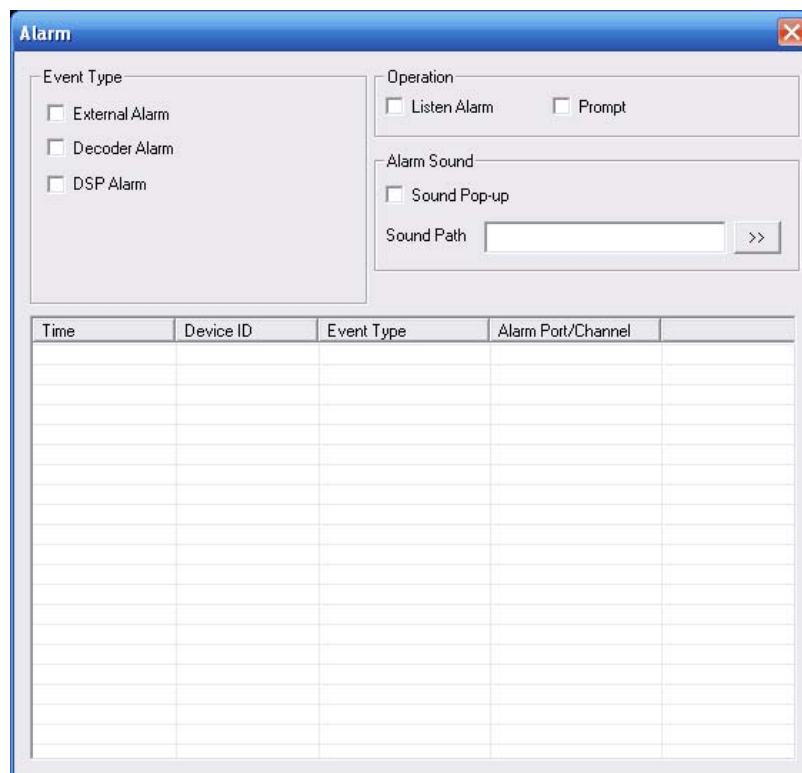 Alarm
Event Type
External Alarm
Decoder Alarm
DSP Alarm
Operation
Listen Alarm Prompt
Alarm Sound
Sound Pop-up
Sound Path >>
Time Device ID Event Type Alarm Port/Channel